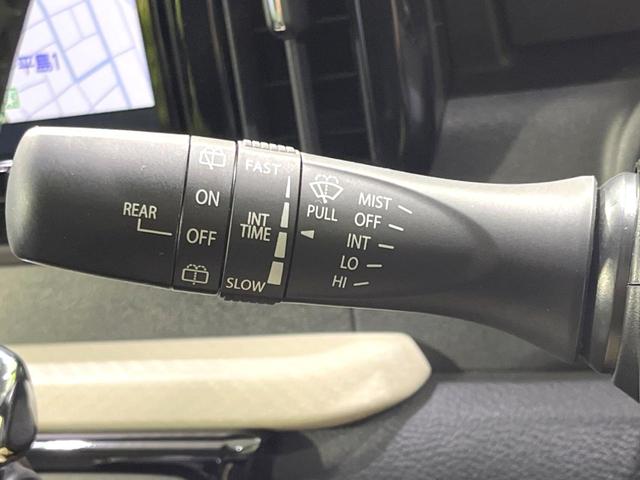 平島1
FAST
MIST
ON
PULL
OFF
REAR
INT
TIME
INT
OFF
LO
SLOW
HI